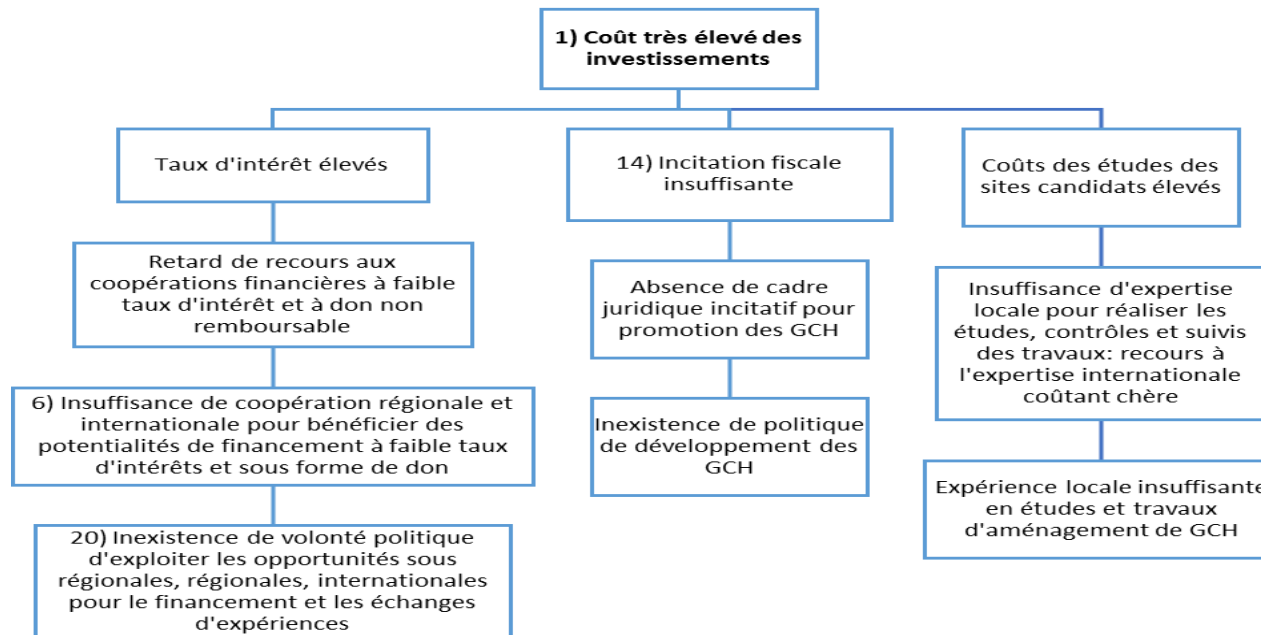 1) Coût très élevé des
investissements
Taux d'intérêt élevés
Retard de recours aux
coopérations financières à faible
taux d'intérêt et à don non
remboursable
6) Insuffisance de coopération régionale et
internationale pour bénéficier des
potentialités de financement à faible taux
d'intérêts et sous forme de don
20) Inexistence de volonté politique
d'exploiter les opportunités sous
régionales, régionales, internationales
pour le financement et les échanges
d'expériences
14) Incitation fiscale
insuffisante
Absence de cadre
juridique incitatif pour
promotion des GCH
Inexistence de politique
de développement des
GCH
Coûts des études des
sites candidats élevés
Insuffisance d'expertise
locale pour réaliser les
études, contrôles et suivis
des travaux: recours à
l'expertise internationale
coûtant chère
Expérience locale insuffisante
en études et travaux
d'aménagement de GCH